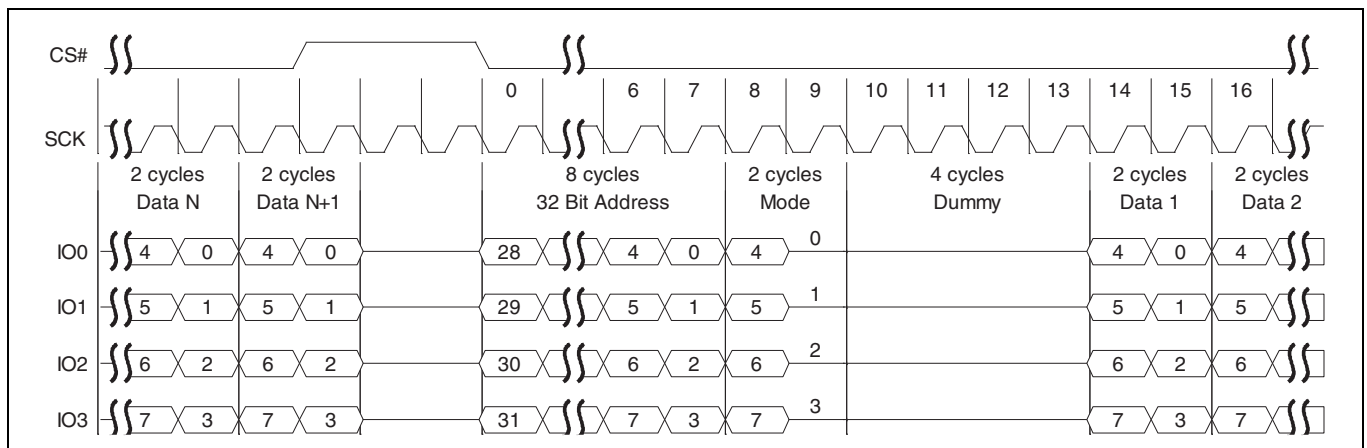 CS#
0 6 7 8 9 10 11 12 13 14 15 16
SCK
2 cycles 2 cycles 8 cycles 2 cycles 4 cycles 2 cycles 2 cycles
Data N Data N+1 32 Bit Address Mode Dummy Data 1 Data 2
IO0 4 0 4 0 28 4 0 4 0 4 0 4
IO1 5 1 5 1 29 5 1 5 1 5 1 5
IO2 6 2 6 2 30 6 2 6 2 6 2 6
IO3 7 3 7 3 31 7 3 7 3 7 3 7